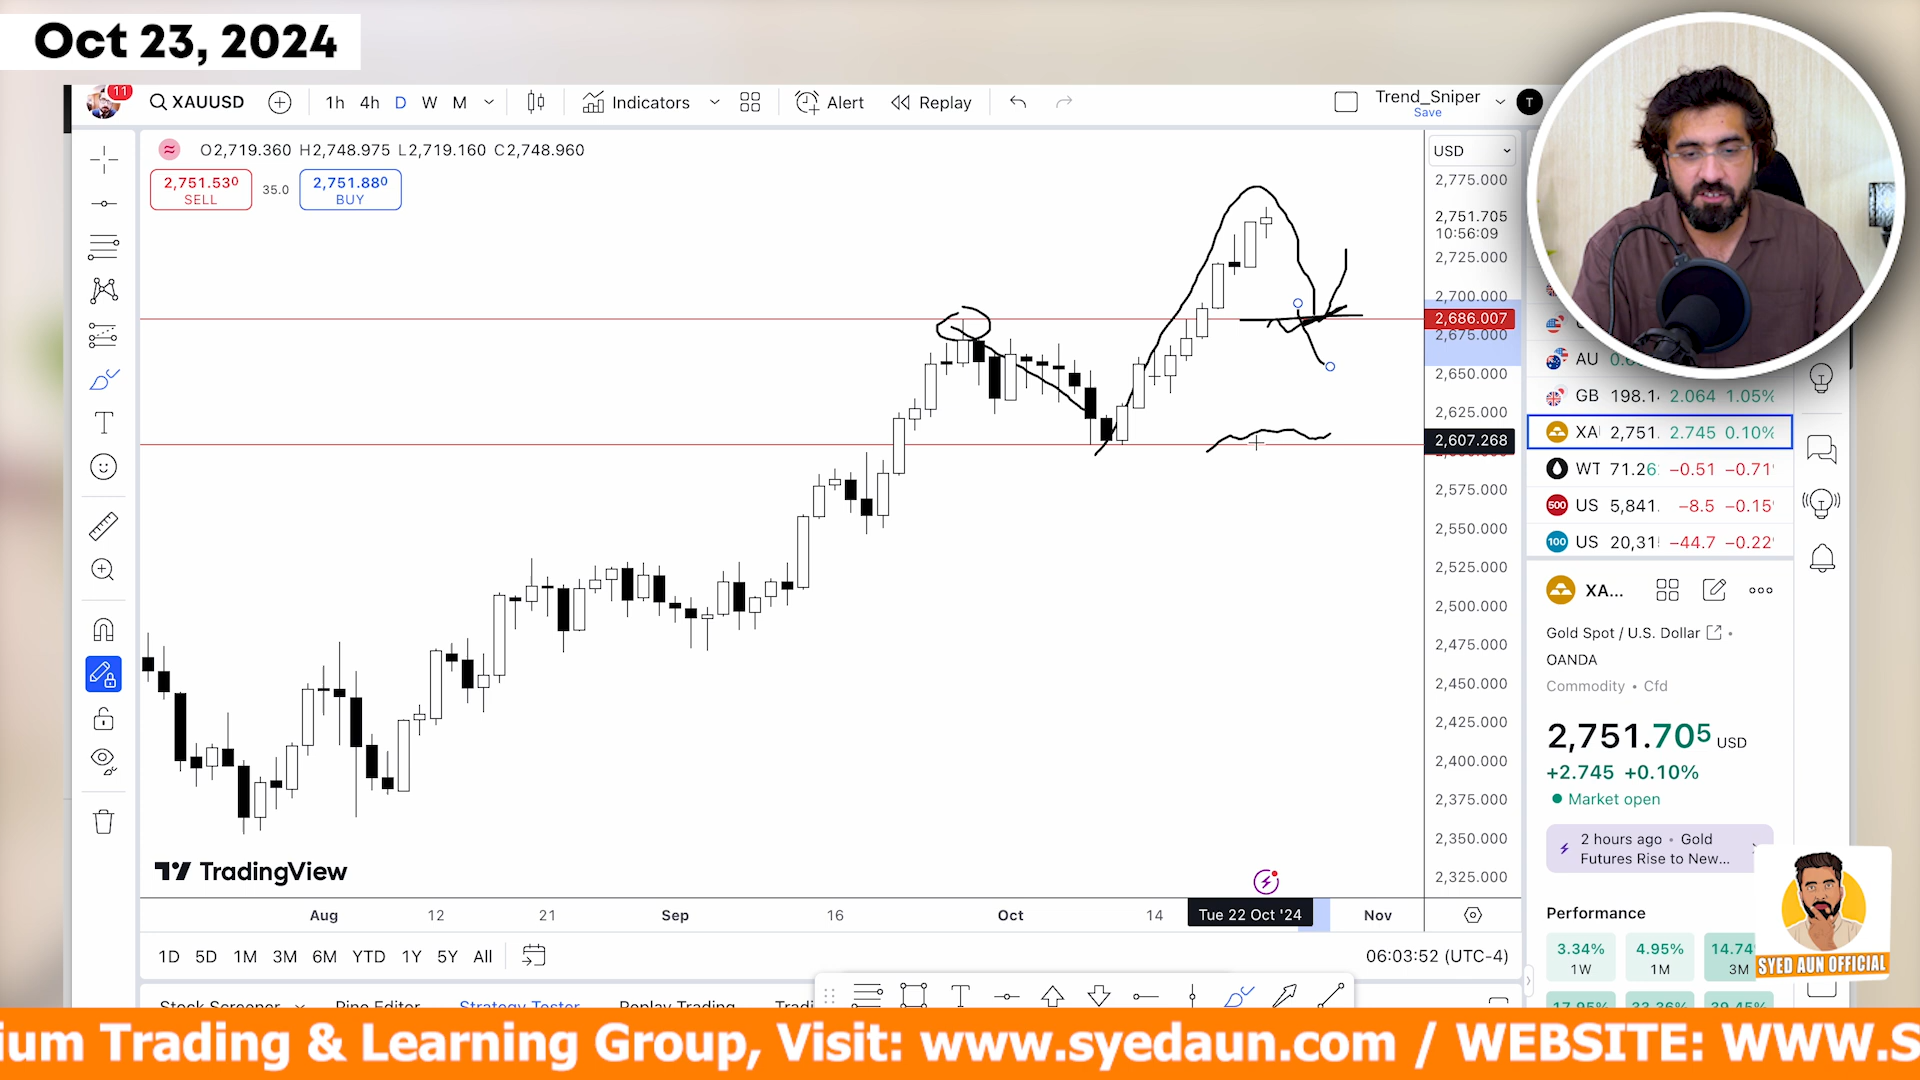 Oct 23, 2024
11
XAUUSD
1h 4h D W M
Indicators
Alert
Replay
Trend_Sniper
Save
T
O2,719.360 H2,748.975 L2,719.160 C2,748.960
2,751.530
SELL
35.0
2,751.880
BUY
USD
2,775.000
2,751.705
10:56:09
2,725.000
2,700.000
2,686.007
2,675.000
2,650.000
2,625.000
2,607.268
2,575.000
2,550.000
2,525.000
2,500.000
2,475.000
2,450.000
2,425.000
2,400.000
2,375.000
2,350.000
2,325.000
AU
GB 198.1 2.064 1.05%
XA 2,751. 2.745 0.10%
WT 71.26 −0.51 −0.71
500 US 5,841. −8.5 −0.15
100 US 20,31 −44.7 −0.22
XA...
Gold Spot / U.S. Dollar
OANDA
Commodity • Cfd
2,751.705 USD
+2.745 +0.10%
Market open
2 hours ago • Gold
Futures Rise to New...
Performance
3.34% 4.95% 14.74
1W 1M 3M
17.95% 33.36% 39.45%
TradingView
Aug 12 21 Sep 16 Oct 14 Tue 22 Oct '24 Nov
1D 5D 1M 3M 6M YTD 1Y 5Y All
06:03:52 (UTC-4)
Stock Screener Pine Editor Strategy Tester Replay Trading
SYED AUN OFFICIAL
ium Trading & Learning Group, Visit: www.syedaun.com / WEBSITE: WWW.S